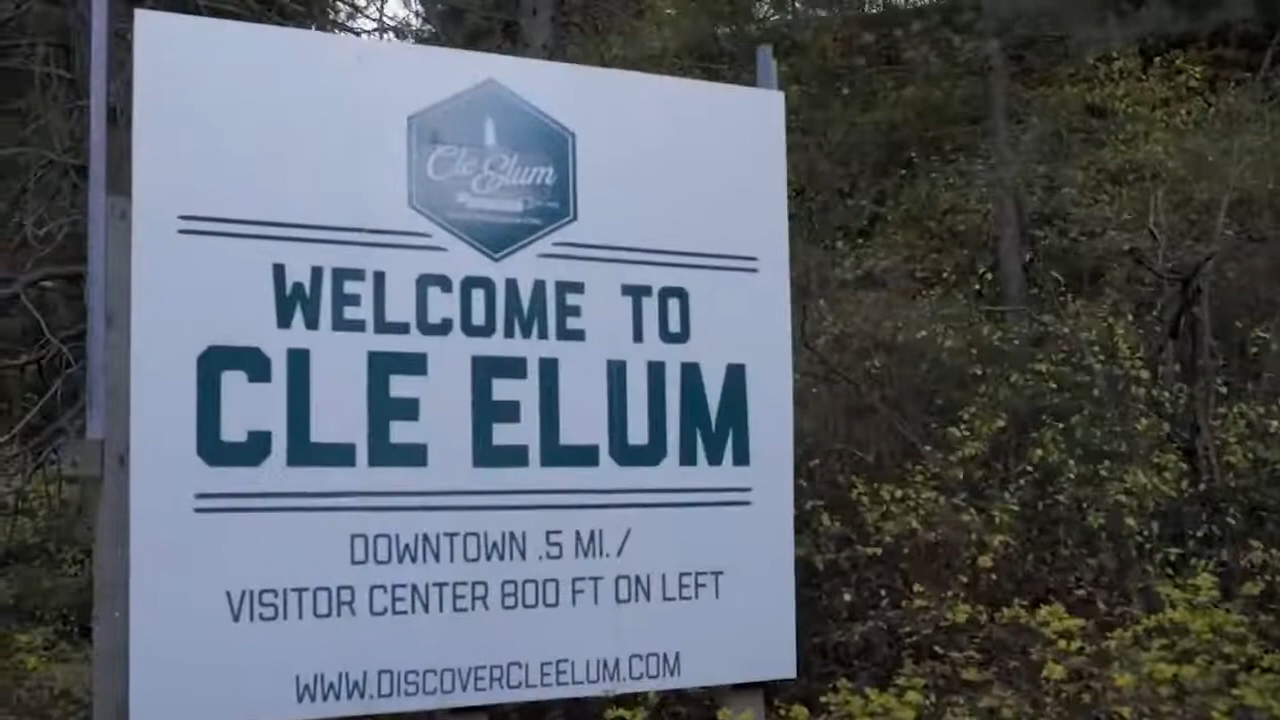 Cle Elum
WELCOME TO
CLE ELUM
DOWNTOWN .5 MI. /
VISITOR CENTER 800 FT ON LEFT
WWW.DISCOVERCLEELUM.COM